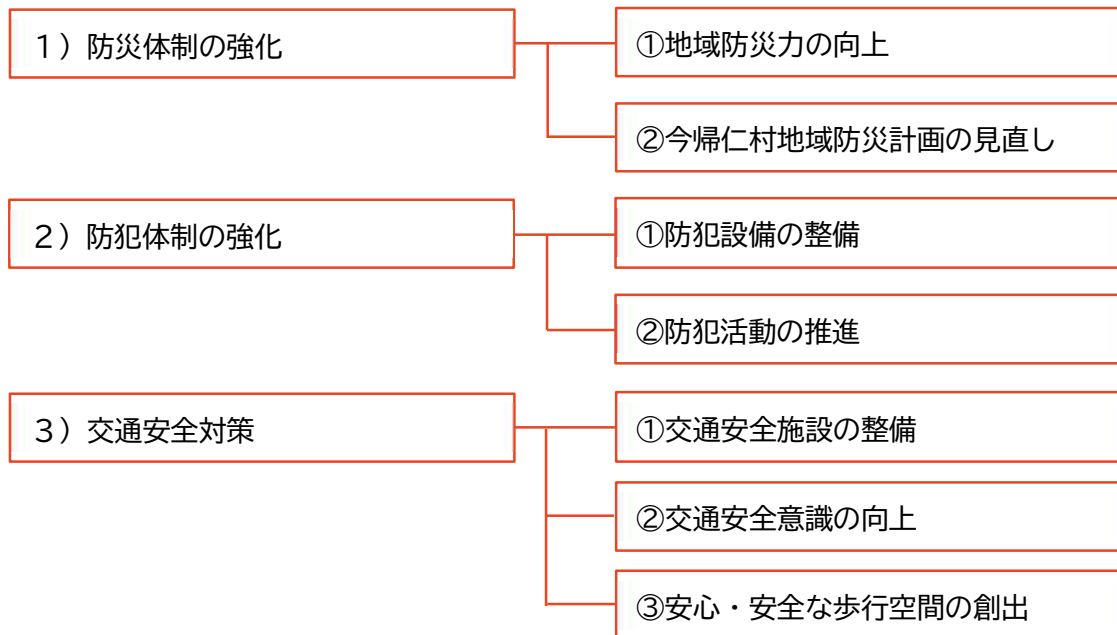 １）防災体制の強化
①地域防災力の向上
②今帰仁村地域防災計画の見直し
２）防犯体制の強化
①防犯設備の整備
②防犯活動の推進
３）交通安全対策
①交通安全施設の整備
②交通安全意識の向上
③安心・安全な歩行空間の創出